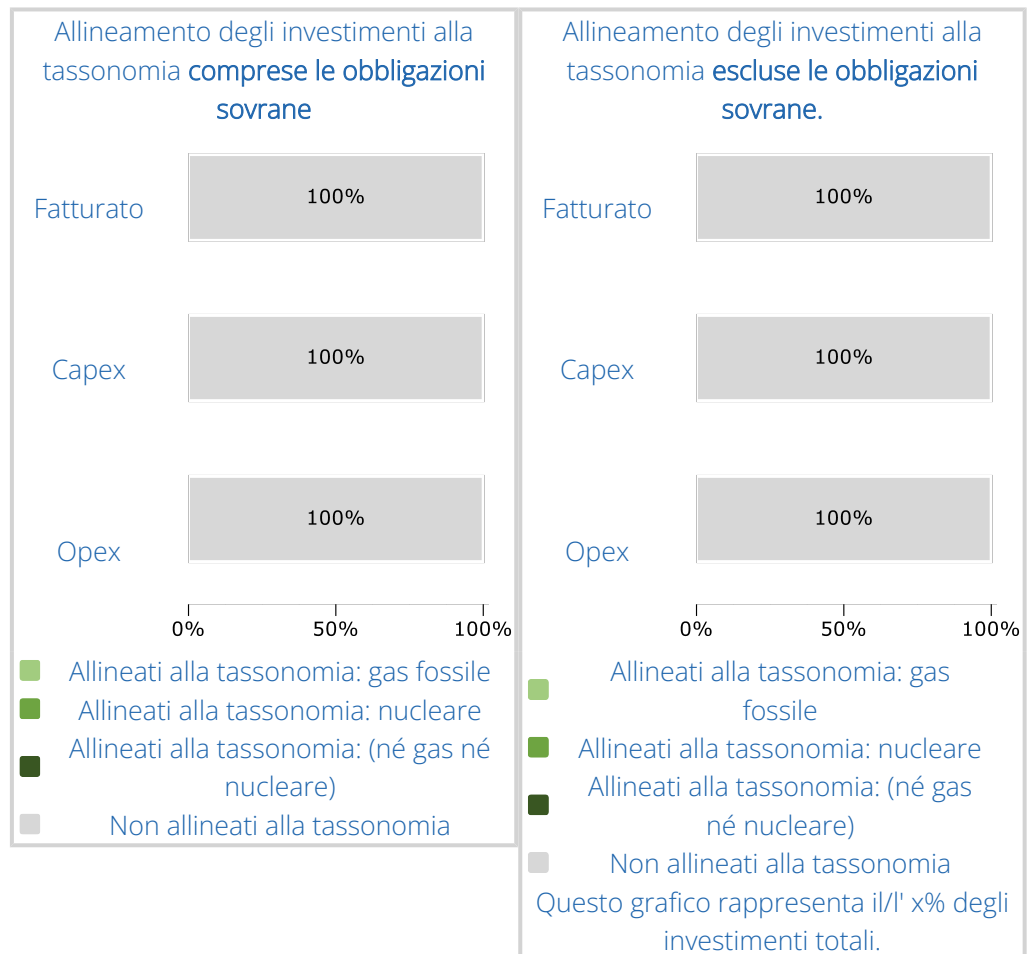 Allineamento degli investimenti alla
tassonomia comprese le obbligazioni
sovrane
Fatturato
100%
Capex
100%
Opex
100%
0% 50% 100%
Allineati alla tassonomia: gas fossile
Allineati alla tassonomia: nucleare
Allineati alla tassonomia: (né gas né
nucleare)
Non allineati alla tassonomia
Allineamento degli investimenti alla
tassonomia escluse le obbligazioni
sovrane.
Fatturato
100%
Capex
100%
Opex
100%
0% 50% 100%
Allineati alla tassonomia: gas
fossile
Allineati alla tassonomia: nucleare
Allineati alla tassonomia: (né gas
né nucleare)
Non allineati alla tassonomia
Questo grafico rappresenta il/l' x% degli
investimenti totali.